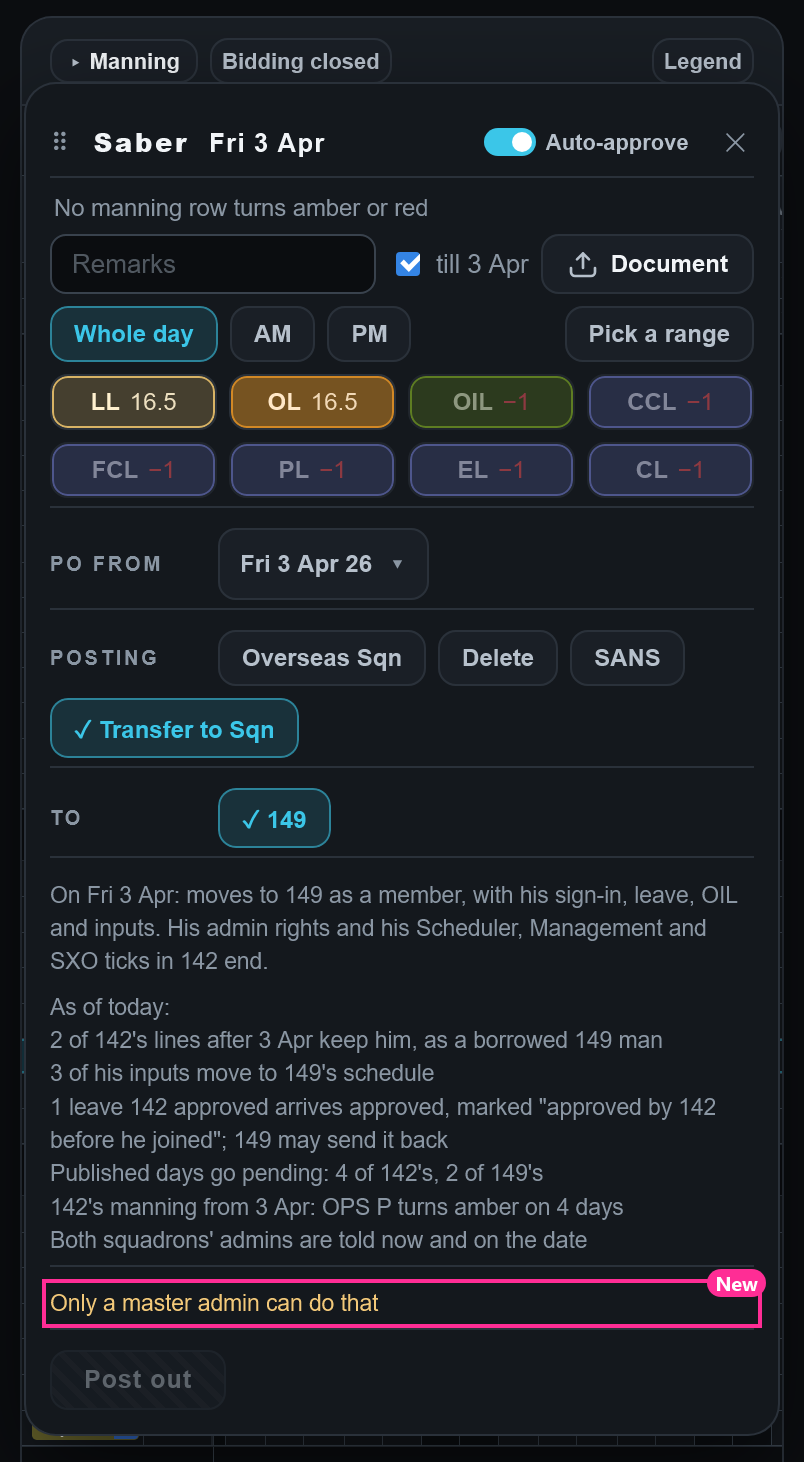 ▸ Manning Bidding closed Legend
Saber Fri 3 Apr Auto-approve
No manning row turns amber or red
Remarks till 3 Apr Document
Whole day AM PM Pick a range
LL 16.5 OL 16.5 OIL −1 CCL −1
FCL −1 PL −1 EL −1 CL −1
PO FROM Fri 3 Apr 26 ▼
POSTING Overseas Sqn Delete SANS
✓ Transfer to Sqn
TO ✓ 149
On Fri 3 Apr: moves to 149 as a member, with his sign-in, leave, OIL
and inputs. His admin rights and his Scheduler, Management and
SXO ticks in 142 end.
As of today:
2 of 142's lines after 3 Apr keep him, as a borrowed 149 man
3 of his inputs move to 149's schedule
1 leave 142 approved arrives approved, marked "approved by 142
before he joined"; 149 may send it back
Published days go pending: 4 of 142's, 2 of 149's
142's manning from 3 Apr: OPS P turns amber on 4 days
Both squadrons' admins are told now and on the date
New
Only a master admin can do that
Post out